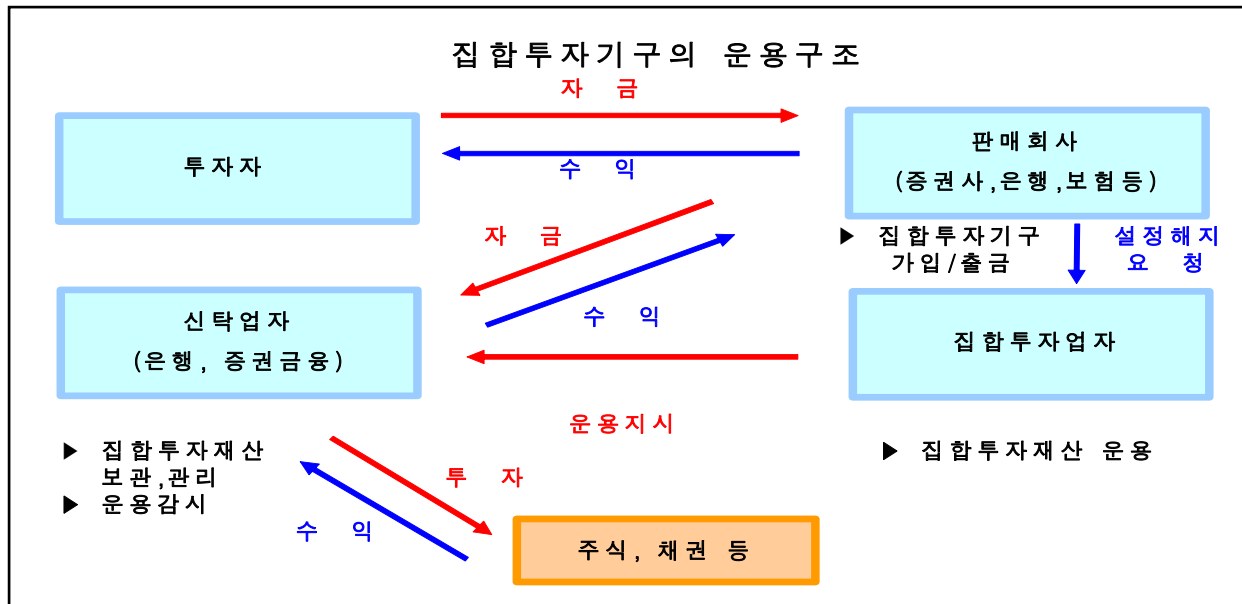 집합투자기구의 운용구조
자 금
투자자
수 익
판매회사
(증권사,은행,보험등)
자 금
▶ 집합투자기구
가입/출금
설정해지
요 청
신탁업자
(은행, 증권금융)
수 익
집합투자업자
운용지시
▶ 집합투자재산
보관,관리
▶ 운용감시
투 자
▶ 집합투자재산 운용
수 익
주식, 채권 등